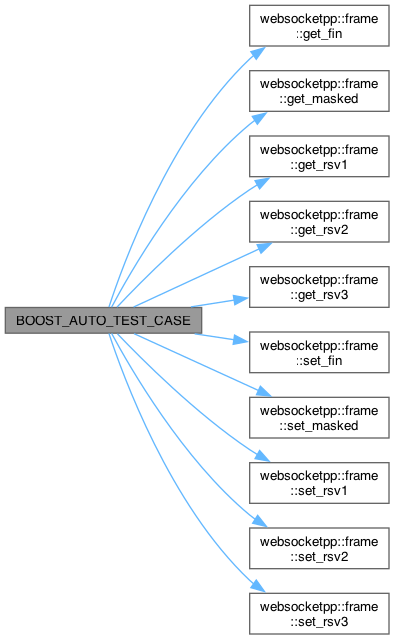 websocketpp::frame
::get_fin
websocketpp::frame
::get_masked
websocketpp::frame
::get_rsv1
websocketpp::frame
::get_rsv2
websocketpp::frame
::get_rsv3
BOOST_AUTO_TEST_CASE
websocketpp::frame
::set_fin
websocketpp::frame
::set_masked
websocketpp::frame
::set_rsv1
websocketpp::frame
::set_rsv2
websocketpp::frame
::set_rsv3